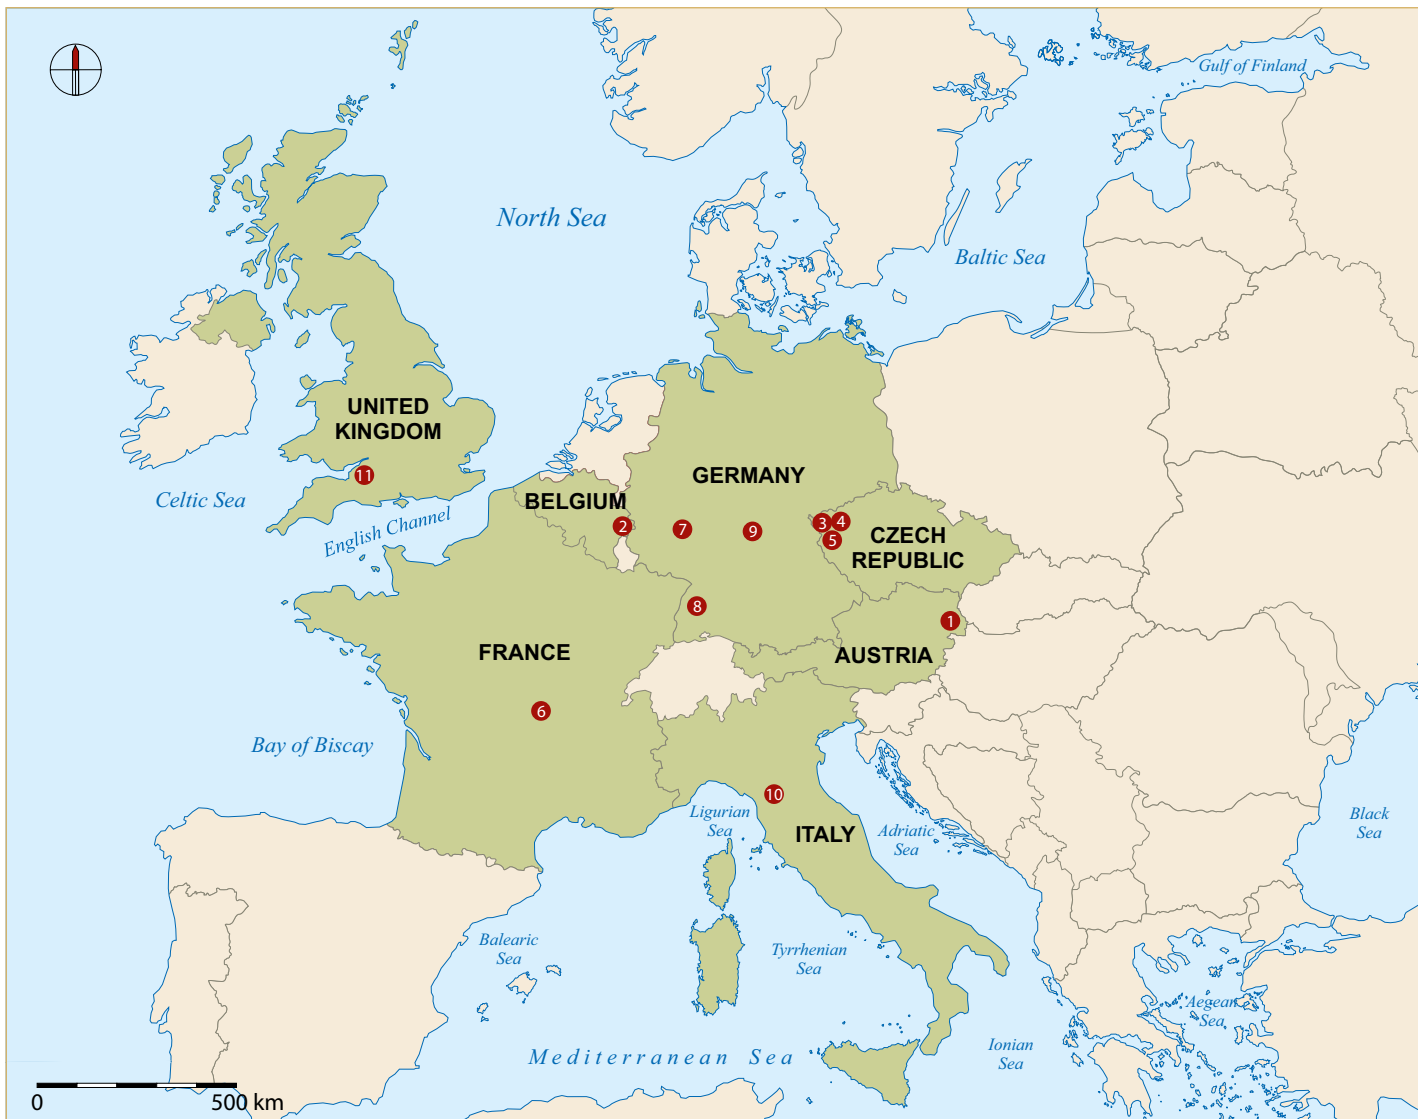 Gulf of Finland
North Sea
Baltic Sea
UNITED
KINGDOM
11
Celtic Sea
English Channel
BELGIUM
2
GERMANY
7
9
3
4
5
CZECH
REPUBLIC
8
1
FRANCE
AUSTRIA
6
Bay of Biscay
10
Ligurian
Sea
ITALY
Adriatic
Sea
Black
Sea
Balearic
Sea
Tyrrhenian
Sea
Aegean
Sea
Ionian
Sea
Mediterranean Sea
0
500 km